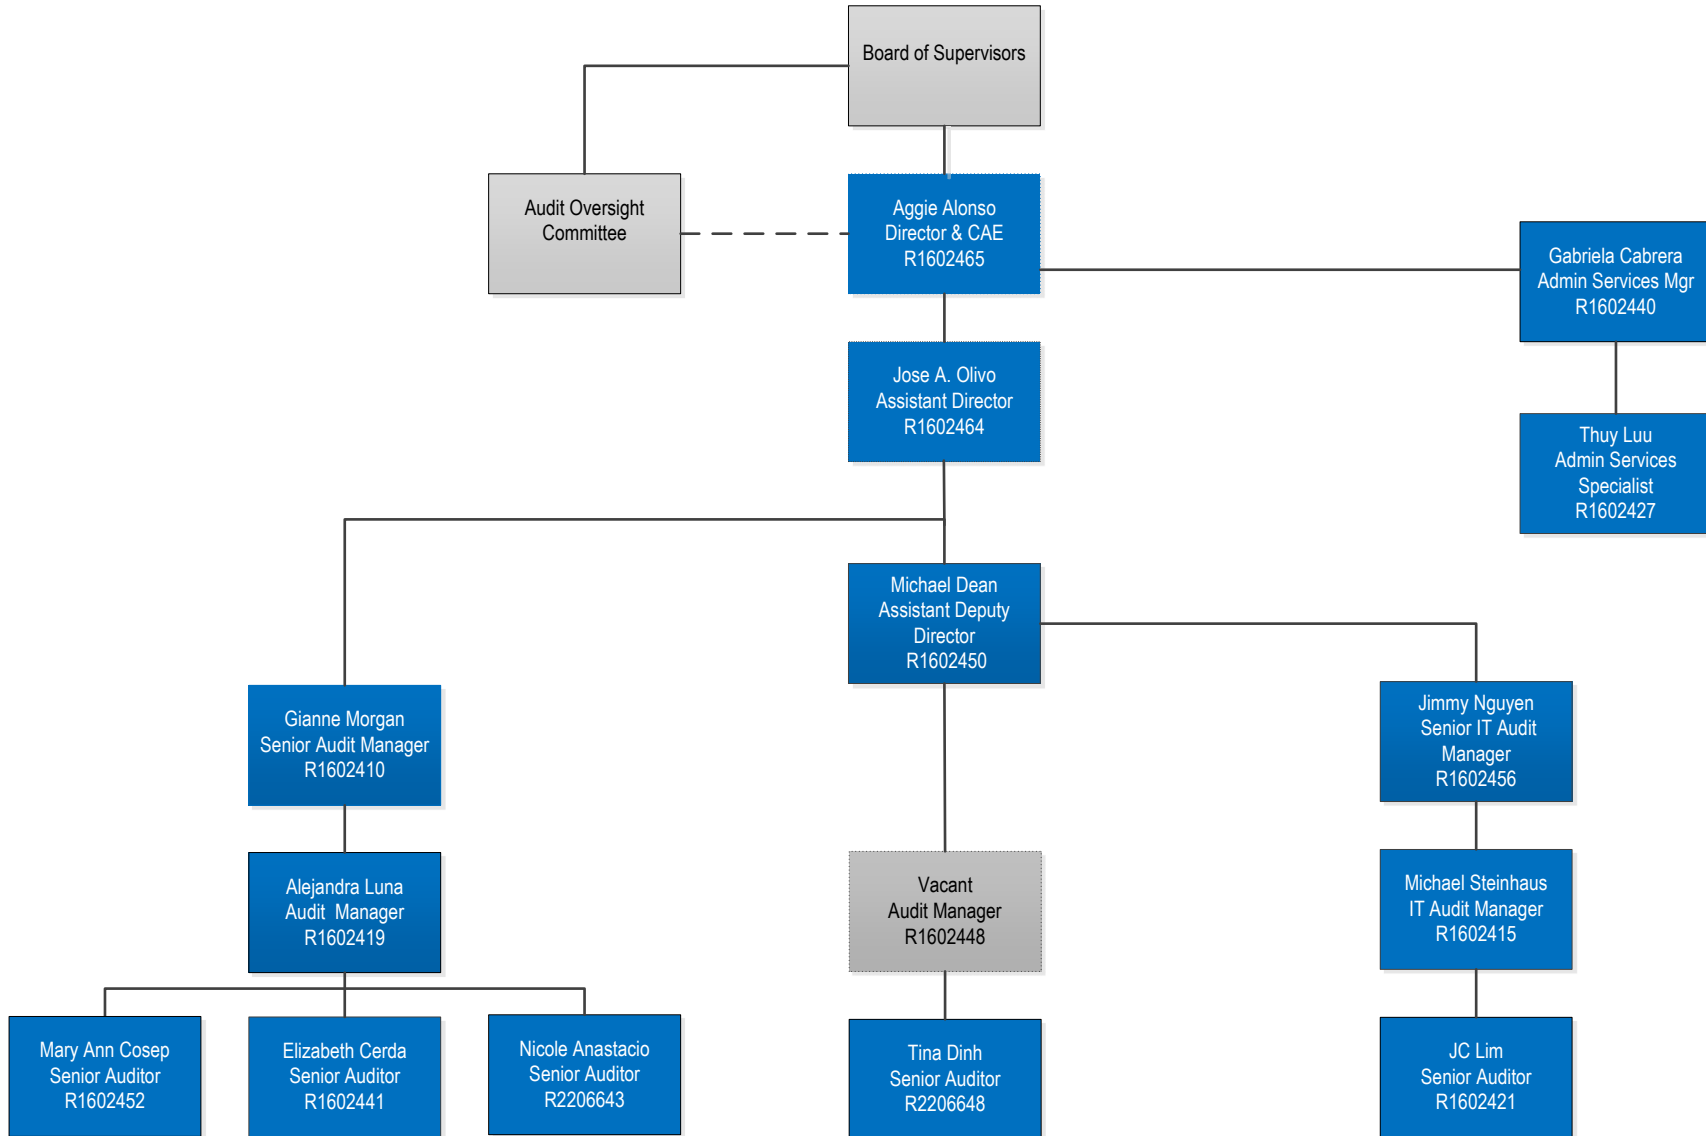 Board of Supervisors
Audit Oversight
Committee
Aggie Alonso
Director & CAE
R1602465
Gabriela Cabrera
Admin Services Mgr
R1602440
Jose A. Olivo
Assistant Director
R1602464
Thuy Luu
Admin Services
Specialist
R1602427
Michael Dean
Assistant Deputy
Director
R1602450
Gianne Morgan
Senior Audit Manager
R1602410
Jimmy Nguyen
Senior IT Audit
Manager
R1602456
Alejandra Luna
Audit  Manager
R1602419
Vacant
Audit Manager
R1602448
Michael Steinhaus
IT Audit Manager
R1602415
Mary Ann Cosep
Senior Auditor
R1602452
Elizabeth Cerda
Senior Auditor
R1602441
Nicole Anastacio
Senior Auditor
R2206643
Tina Dinh
Senior Auditor
R2206648
JC Lim
Senior Auditor
R1602421